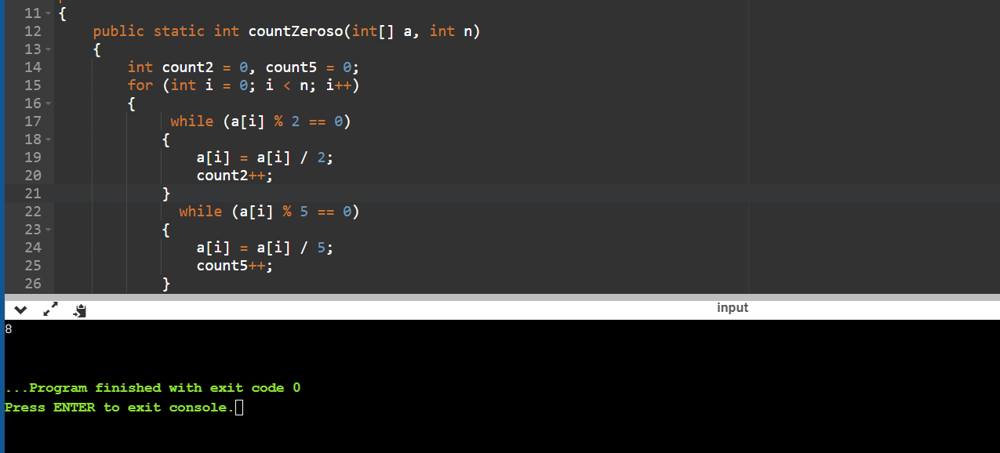 11 {
12 public static int countZeroso(int[] a, int n)
13 {
14 int count2 = 0, count5 = 0;
15 for (int i = 0; i < n; i++)
16 {
17 while (a[i] % 2 == 0)
18 {
19 a[i] = a[i] / 2;
20 count2++;
21 }
22 while (a[i] % 5 == 0)
23 {
24 a[i] = a[i] / 5;
25 count5++;
26 }
input
8
...Program finished with exit code 0
Press ENTER to exit console.